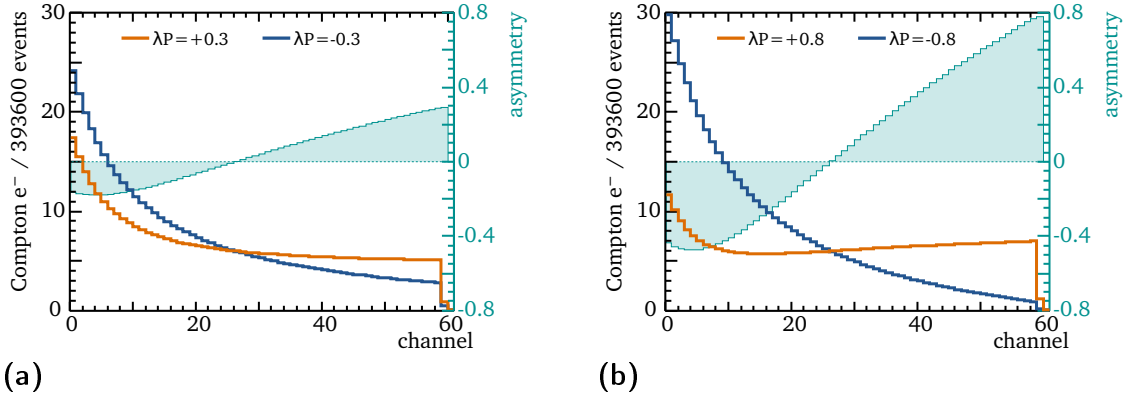 Compton e⁻ / 393600 events
30
20
10
0
λP=+0.3
λP=-0.3
0.8
0.4
0
-0.4
-0.8
asymmetry
0
20
40
60
channel
(a)
Compton e⁻ / 393600 events
30
20
10
0
λP=+0.8
λP=-0.8
0.8
0.4
0
-0.4
-0.8
asymmetry
0
20
40
60
channel
(b)